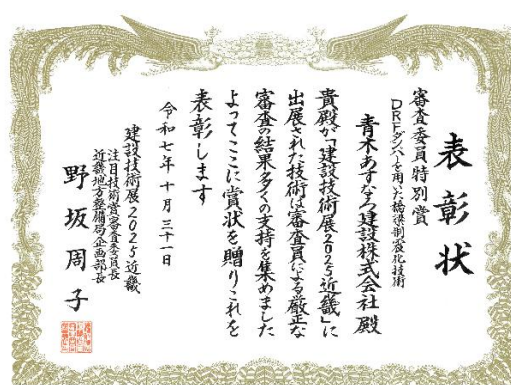 表彰状
審査委員特別賞
DRFダンパーを用いた橋梁制震化技術
青木あすなろ建設株式会社 殿
貴殿が「建設技術展2025近畿」に
出展された技術は審査員による厳正な
審査の結果多くの支持を集めました
よってここに賞状を贈りこれを
表彰します
令和七年十月三十一日
建設技術展2025近畿
注目技術賞審査委員長
近畿地方整備局企画部長
野坂周子